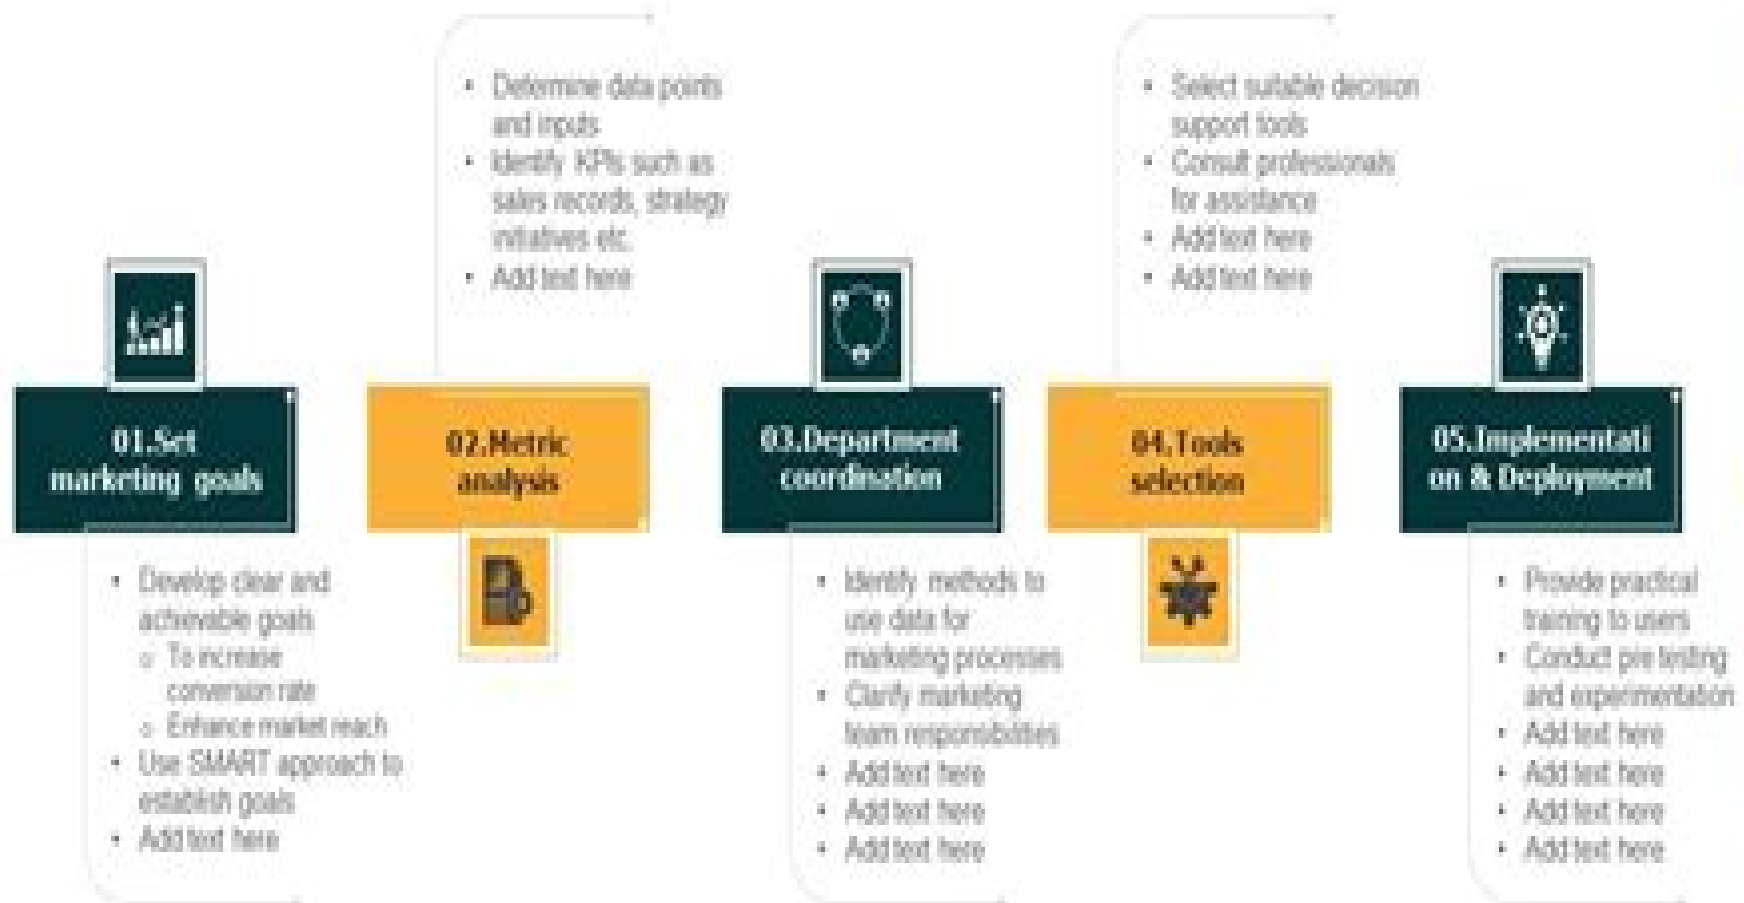 01.Set
marketing goals
• Develop clear and
achievable goals
o To increase
conversion rate
o Enhance market reach
• Use SMART approach to
establish goals
• Add text here
• Determine data points
and inputs
• Identify KPIs such as
sales records, strategy
initiatives etc.
• Add text here
02.Metric
analysis
03.Department
coordination
• Identify methods to
use data for
marketing processes
• Clarify marketing
team responsibilities
• Add text here
• Add text here
• Add text here
• Select suitable decision
support tools
• Consult professionals
for assistance
• Add text here
• Add text here
04.Tools
selection
05.Implementati
on & Deployment
• Provide practical
training to users
• Conduct pre testing
and experimentation
• Add text here
• Add text here
• Add text here
• Add text here